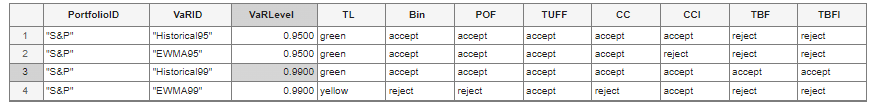 PortfolioID VaRID VaRLevel TL Bin POF TUFF CC CCI TBF TBFI
1 "S&P" "Historical95" 0.9500 green accept accept accept accept accept reject reject
2 "S&P" "EWMA95" 0.9500 green accept accept accept accept reject reject reject
3 "S&P" "Historical99" 0.9900 green accept accept accept accept accept accept accept
4 "S&P" "EWMA99" 0.9900 yellow reject reject accept reject accept reject reject